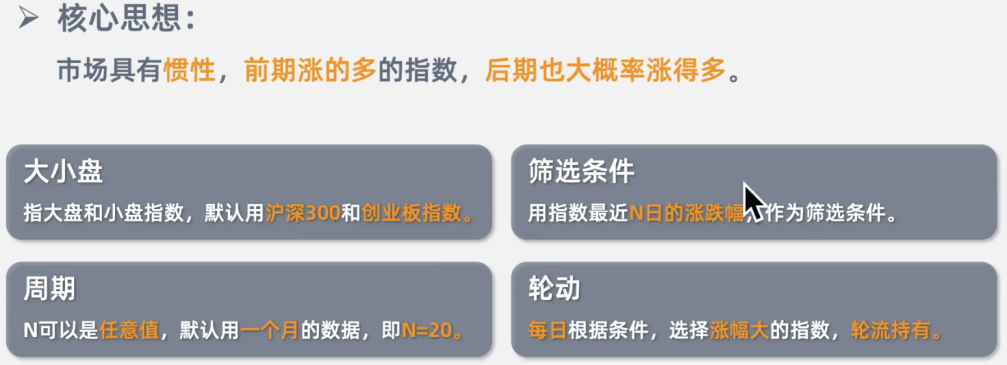 核心思想：
市场具有惯性，前期涨的多的指数，后期也大概率涨得多。
大小盘
指大盘和小盘指数，默认用沪深300和创业板指数。
筛选条件
用指数最近N日的涨跌幅，作为筛选条件。
周期
N可以是任意值，默认用一个月的数据，即N=20。
轮动
每日根据条件，选择涨幅大的指数，轮流持有。